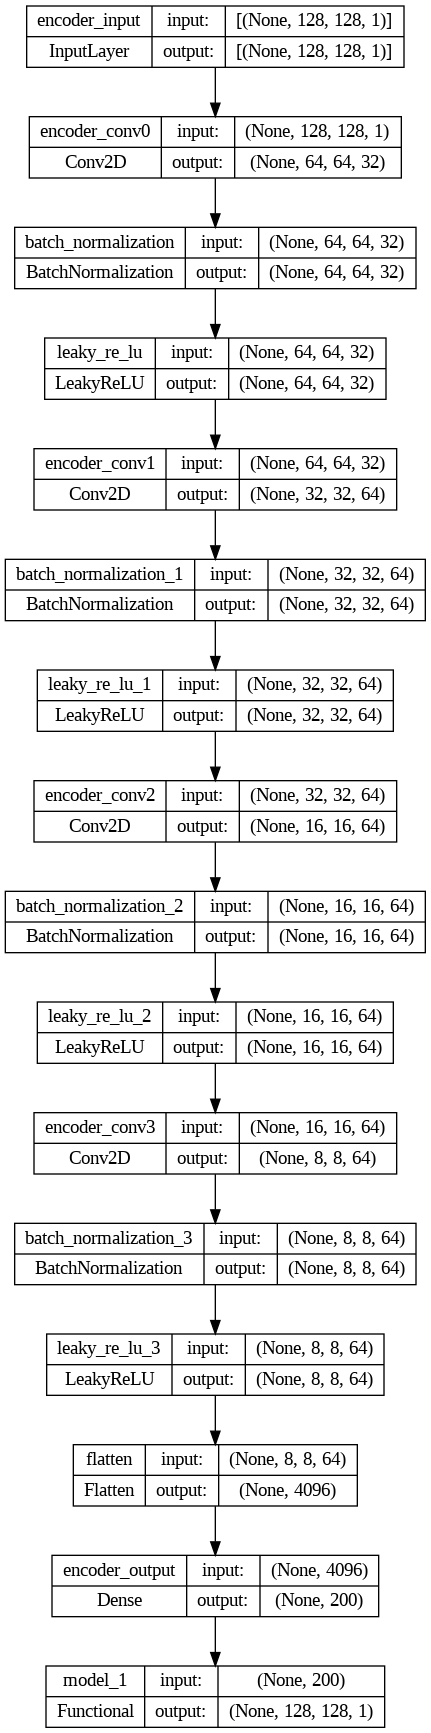 encoder_input input: [(None, 128, 128, 1)]
InputLayer output: [(None, 128, 128, 1)]
encoder_conv0 input: (None, 128, 128, 1)
Conv2D output: (None, 64, 64, 32)
batch_normalization input: (None, 64, 64, 32)
BatchNormalization output: (None, 64, 64, 32)
leaky_re_lu input: (None, 64, 64, 32)
LeakyReLU output: (None, 64, 64, 32)
encoder_conv1 input: (None, 64, 64, 32)
Conv2D output: (None, 32, 32, 64)
batch_normalization_1 input: (None, 32, 32, 64)
BatchNormalization output: (None, 32, 32, 64)
leaky_re_lu_1 input: (None, 32, 32, 64)
LeakyReLU output: (None, 32, 32, 64)
encoder_conv2 input: (None, 32, 32, 64)
Conv2D output: (None, 16, 16, 64)
batch_normalization_2 input: (None, 16, 16, 64)
BatchNormalization output: (None, 16, 16, 64)
leaky_re_lu_2 input: (None, 16, 16, 64)
LeakyReLU output: (None, 16, 16, 64)
encoder_conv3 input: (None, 16, 16, 64)
Conv2D output: (None, 8, 8, 64)
batch_normalization_3 input: (None, 8, 8, 64)
BatchNormalization output: (None, 8, 8, 64)
leaky_re_lu_3 input: (None, 8, 8, 64)
LeakyReLU output: (None, 8, 8, 64)
flatten input: (None, 8, 8, 64)
Flatten output: (None, 4096)
encoder_output input: (None, 4096)
Dense output: (None, 200)
model_1 input: (None, 200)
Functional output: (None, 128, 128, 1)